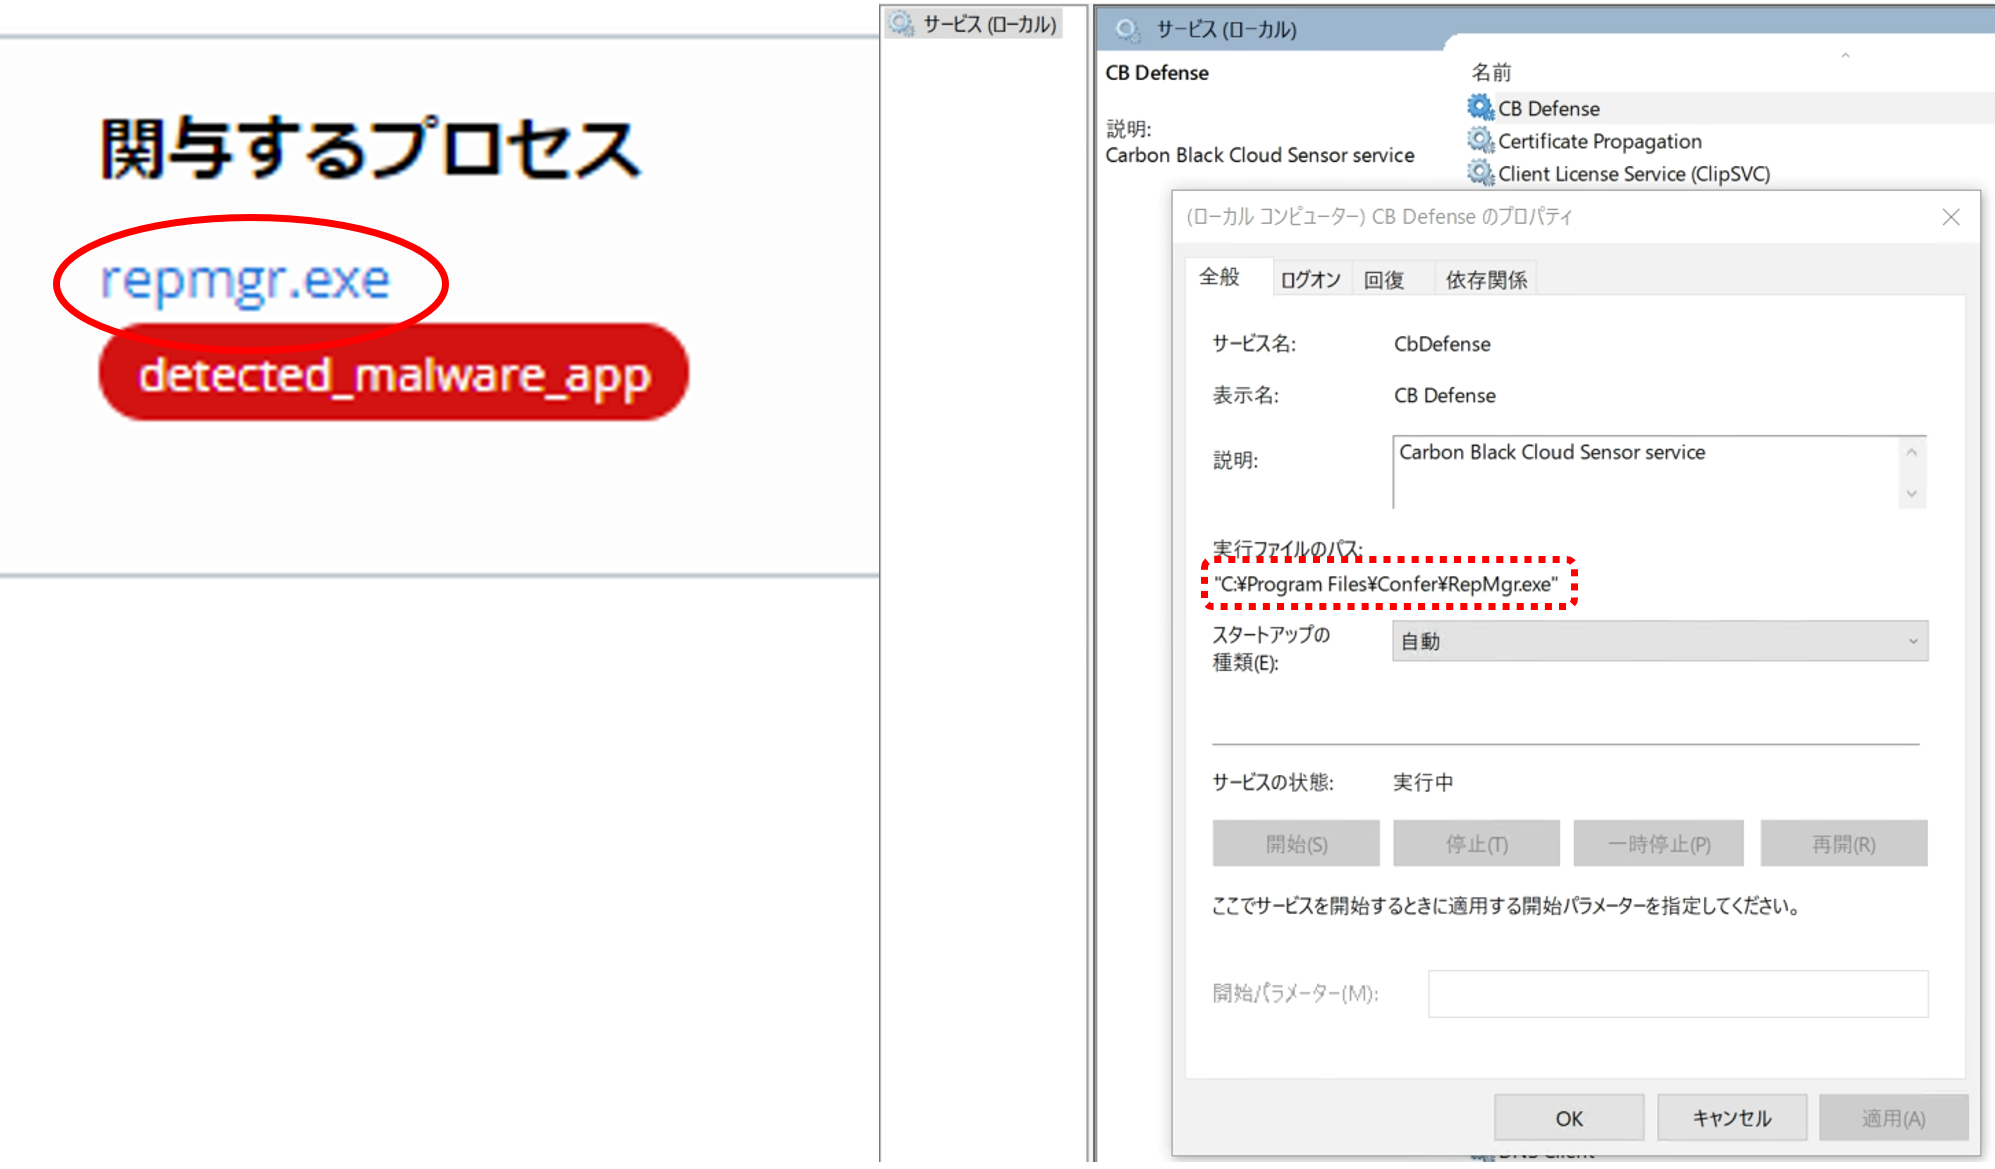 関与するプロセス
repmgr.exe
detected_malware_app
サービス (ローカル)
サービス (ローカル)
CB Defense
説明:
Carbon Black Cloud Sensor service
名前
CB Defense
Certificate Propagation
Client License Service (ClipSVC)
(ローカル コンピューター) CB Defense のプロパティ
全般 ログオン 回復 依存関係
サービス名: CbDefense
表示名: CB Defense
説明: Carbon Black Cloud Sensor service
実行ファイルのパス:
"C:¥Program Files¥Confer¥RepMgr.exe"
スタートアップの
種類(E): 自動
サービスの状態: 実行中
開始(S) 停止(T) 一時停止(P) 再開(R)
ここでサービスを開始するときに適用する開始パラメーターを指定してください。
開始パラメーター(M):
OK キャンセル 適用(A)
DNS Client